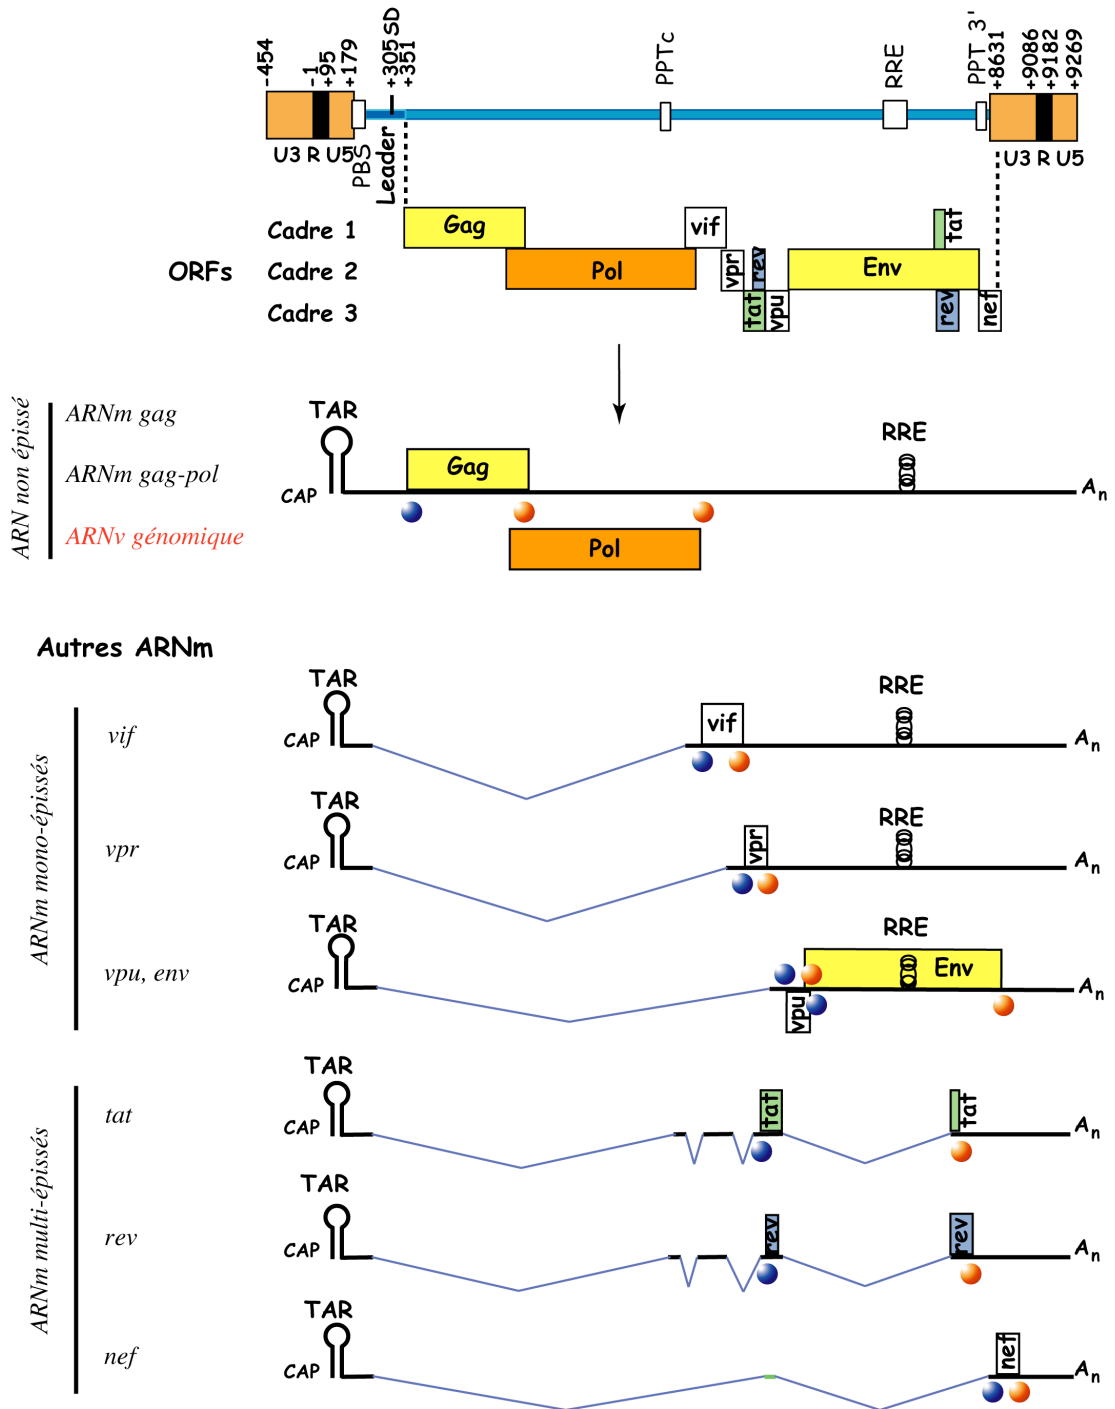 -454
-1
+95
+179
+305 SD
+351
PPTc
RRE
PPT 3'
+8631
+9086
+9182
+9269
U3 R U5
PBS
Leader
U3 R U5
ORFs
Cadre 1
Cadre 2
Cadre 3
Gag
Pol
vif
vpr
rev
tat
vpu
Env
tat
rev
nef
ARN non épissé
ARNm gag
ARNm gag-pol
ARNv génomique
TAR
CAP
Gag
Pol
RRE
An
Autres ARNm
ARNm mono-épissés
vif
TAR
CAP
vif
RRE
An
vpr
TAR
CAP
vpr
RRE
An
vpu, env
TAR
CAP
vpu
RRE
Env
An
ARNm multi-épissés
tat
TAR
CAP
tat
tat
An
rev
TAR
CAP
rev
rev
An
nef
TAR
CAP
nef
An